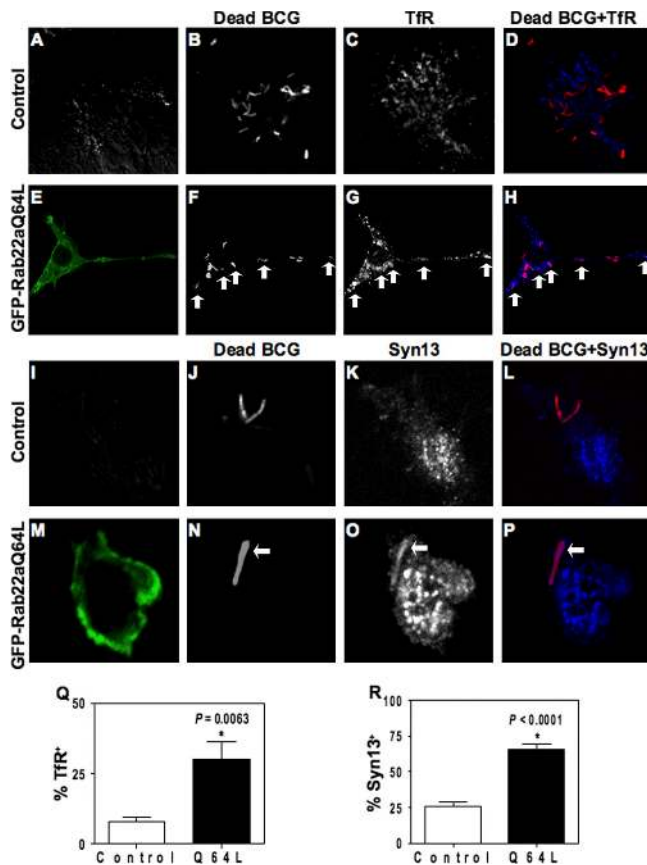 Dead BCG TfR Dead BCG+TfR
Control
A B C D
GFP-Rab22aQ64L
E F G H
Dead BCG Syn13 Dead BCG+Syn13
Control
I J K L
GFP-Rab22aQ64L
M N O P
Q
50
P = 0.0063
*
% TfR+
25
0
Control Q64L
R
100
P < 0.0001
*
75
% Syn13+
50
25
0
Control Q64L